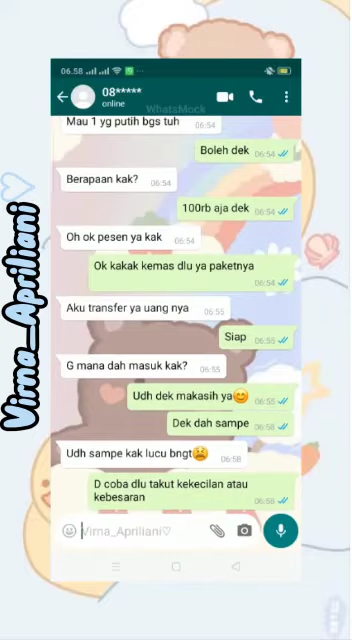 06.58
08*****
online
WhatsMock
Mau 1 yg putih bgs tuh 06:54
Boleh dek 06:54
Berapaan kak? 06:54
100rb aja dek 06:54
Oh ok pesen ya kak 06:54
Ok kakak kemas dlu ya paketnya
06:54
Aku transfer ya uang nya 06:55
Siap 06:55
G mana dah masuk kak? 06:55
Udh dek makasih ya😊 06:55
Dek dah sampe 06:58
Udh sampe kak lucu bngt😫 06:58
D coba dlu takut kekecilan atau
kebesaran 06:58
Virna_Apriliani♡
Virna_Apriliani